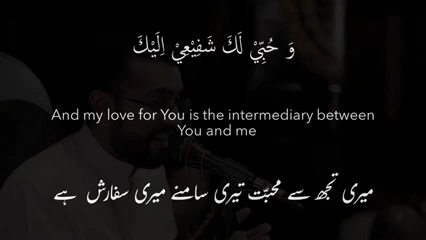 وَ حُبِّيْ لَكَ شَفِيْعِيْ اِلَيْكَ
And my love for You is the intermediary between
You and me
میری تجھ سے محبّت تیری سامنے میری سفارش ہے